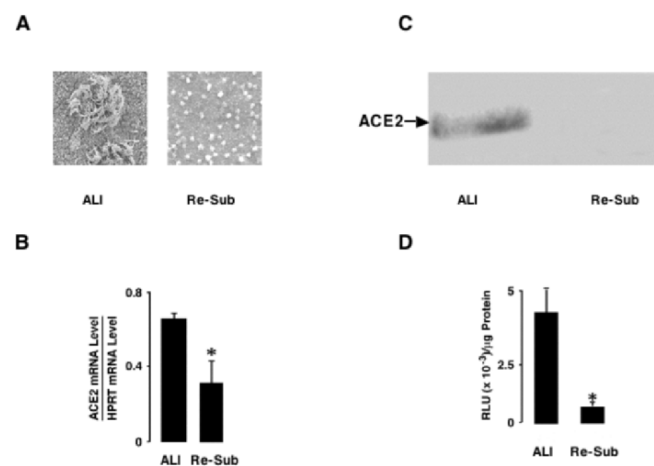 A
ALI
Re-Sub
B
ACE2 mRNA Level
HPRT mRNA Level
0.8
0.4
0
*
ALI
Re-Sub
C
ACE2
ALI
Re-Sub
D
RLU (x 10-3)/µg Protein
5
2.5
0
*
ALI
Re-Sub